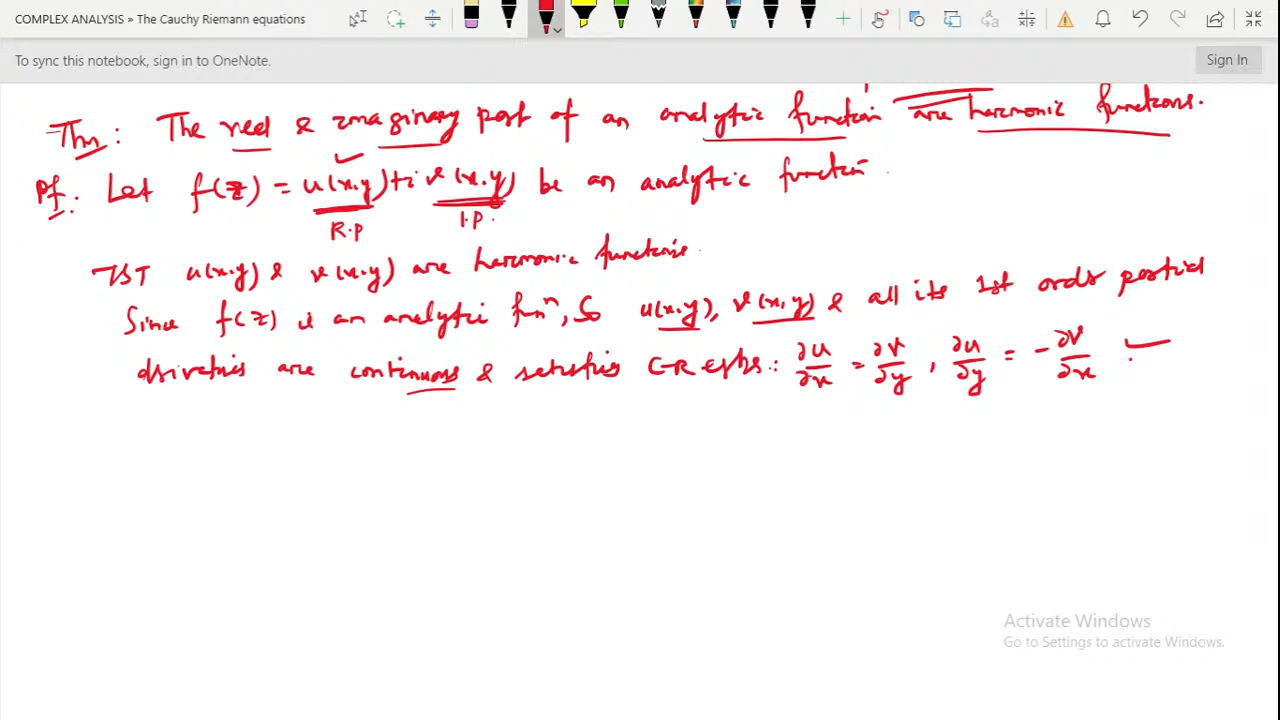 COMPLEX ANALYSIS » The Cauchy Riemann equations
To sync this notebook, sign in to OneNote.
Sign In
Thm: The real & imaginary part of an analytic function are harmonic functions.
Pf: Let f(z) = u(x,y)+i v(x,y) be an analytic function.
R.P I.P.
TST u(x,y) & v(x,y) are harmonic functions.
Since f(z) is an analytic funⁿ, So u(x,y), v(x,y) & all its 1st order partial
derivatives are continuous & satisfies C-R : ∂u/∂x = ∂v/∂y, ∂u/∂y = -∂v/∂x
Activate Windows
Go to Settings to activate Windows.